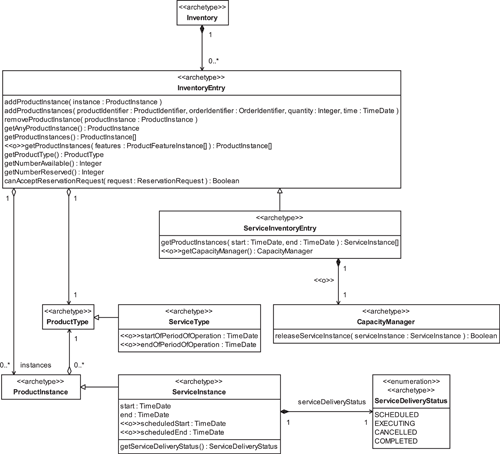 <<archetype>>
Inventory
1
0..*
<<archetype>>
InventoryEntry
addProductInstance( instance : ProductInstance )
addProductInstances( productIdentifier : ProductIdentifier, orderIdentifier : OrderIdentifier, quantity : Integer, time : TimeDate )
removeProductInstance( productInstance : ProductInstance )
getAnyProductInstance() : ProductInstance
getProductInstances() : ProductInstance[]
<<o>>getProductInstances( features : ProductFeatureInstance[] ) : ProductInstance[]
getProductType() : ProductType
getNumberAvailable() : Integer
getNumberReserved() : Integer
canAcceptReservationRequest( request : ReservationRequest ) : Boolean
1
1
<<archetype>>
ServiceInventoryEntry
getProductInstances( start : TimeDate, end : TimeDate ) : ServiceInstance[]
<<o>>getCapacityManager() : CapacityManager
1
<<o>>
1
1
<<archetype>>
ProductType
<<archetype>>
ServiceType
<<o>>startOfPeriodOfOperation : TimeDate
<<o>>endOfPeriodOfOperation : TimeDate
<<archetype>>
CapacityManager
releaseServiceInstance( serviceInstance : ServiceInstance ) : Boolean
1
0..*
instances
0..*
<<archetype>>
ProductInstance
<<archetype>>
ServiceInstance
start : TimeDate
end : TimeDate
<<o>>scheduledStart : TimeDate
<<o>>scheduledEnd : TimeDate
getServiceDeliveryStatus() : ServiceDeliveryStatus
serviceDeliveryStatus
1
1
<<enumeration>>
<<archetype>>
ServiceDeliveryStatus
SCHEDULED
EXECUTING
CANCELLED
COMPLETED